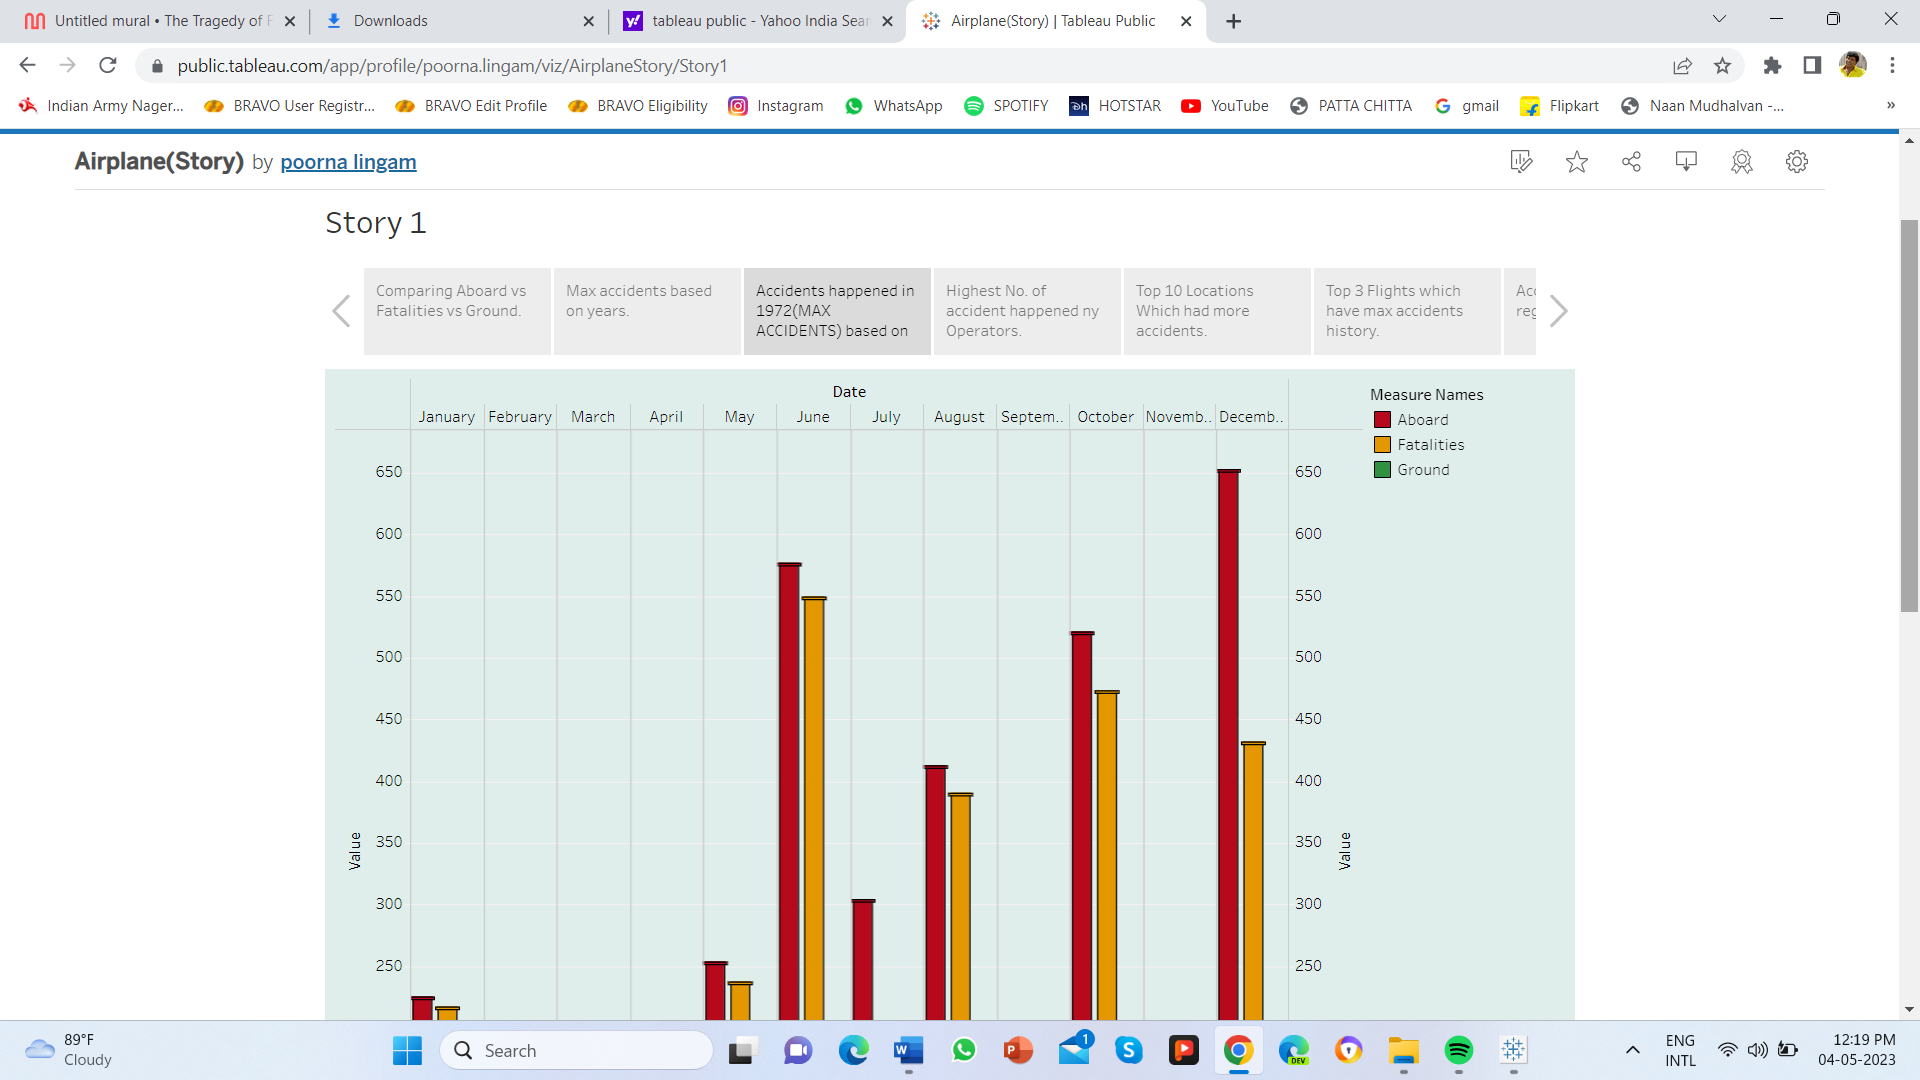 Untitled mural • The Tragedy of F
Downloads
tableau public - Yahoo India Sear
Airplane(Story) | Tableau Public
public.tableau.com/app/profile/poorna.lingam/viz/AirplaneStory/Story1
Indian Army Nager...
BRAVO User Registr...
BRAVO Edit Profile
BRAVO Eligibility
Instagram
WhatsApp
SPOTIFY
HOTSTAR
YouTube
PATTA CHITTA
gmail
Flipkart
Naan Mudhalvan -...
»
Airplane(Story) by poorna lingam
Story 1
Comparing Aboard vs
Fatalities vs Ground.
Max accidents based
on years.
Accidents happened in
1972(MAX
ACCIDENTS) based on
Highest No. of
accident happened ny
Operators.
Top 10 Locations
Which had more
accidents.
Top 3 Flights which
have max accidents
history.
Acc
reg
Date
January February March April May June July August Septem.. October Novemb.. Decemb..
Measure Names
Aboard
Fatalities
Ground
650 650
600 600
550 550
500 500
450 450
400 400
350 350
Value Value
300 300
250 250
89°F
Cloudy
Search
1
DEV
ENG
INTL
12:19 PM
04-05-2023